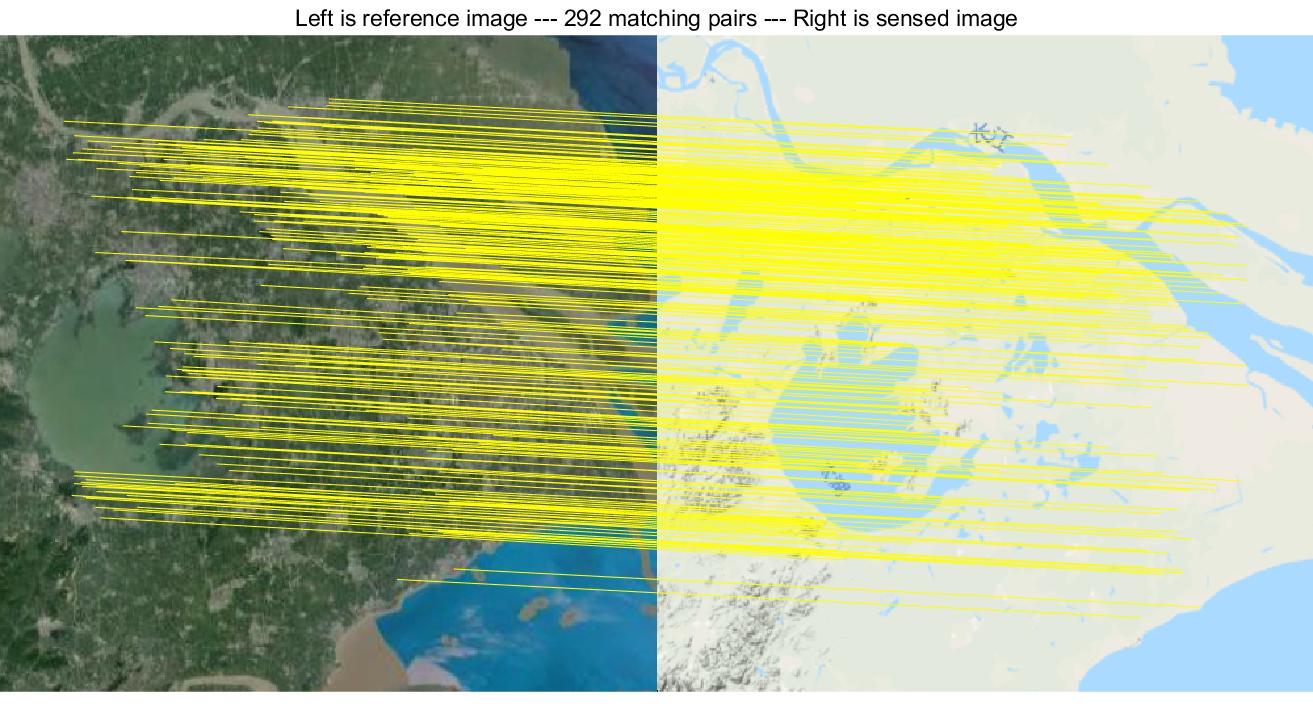 Left is reference image --- 292 matching pairs --- Right is sensed image